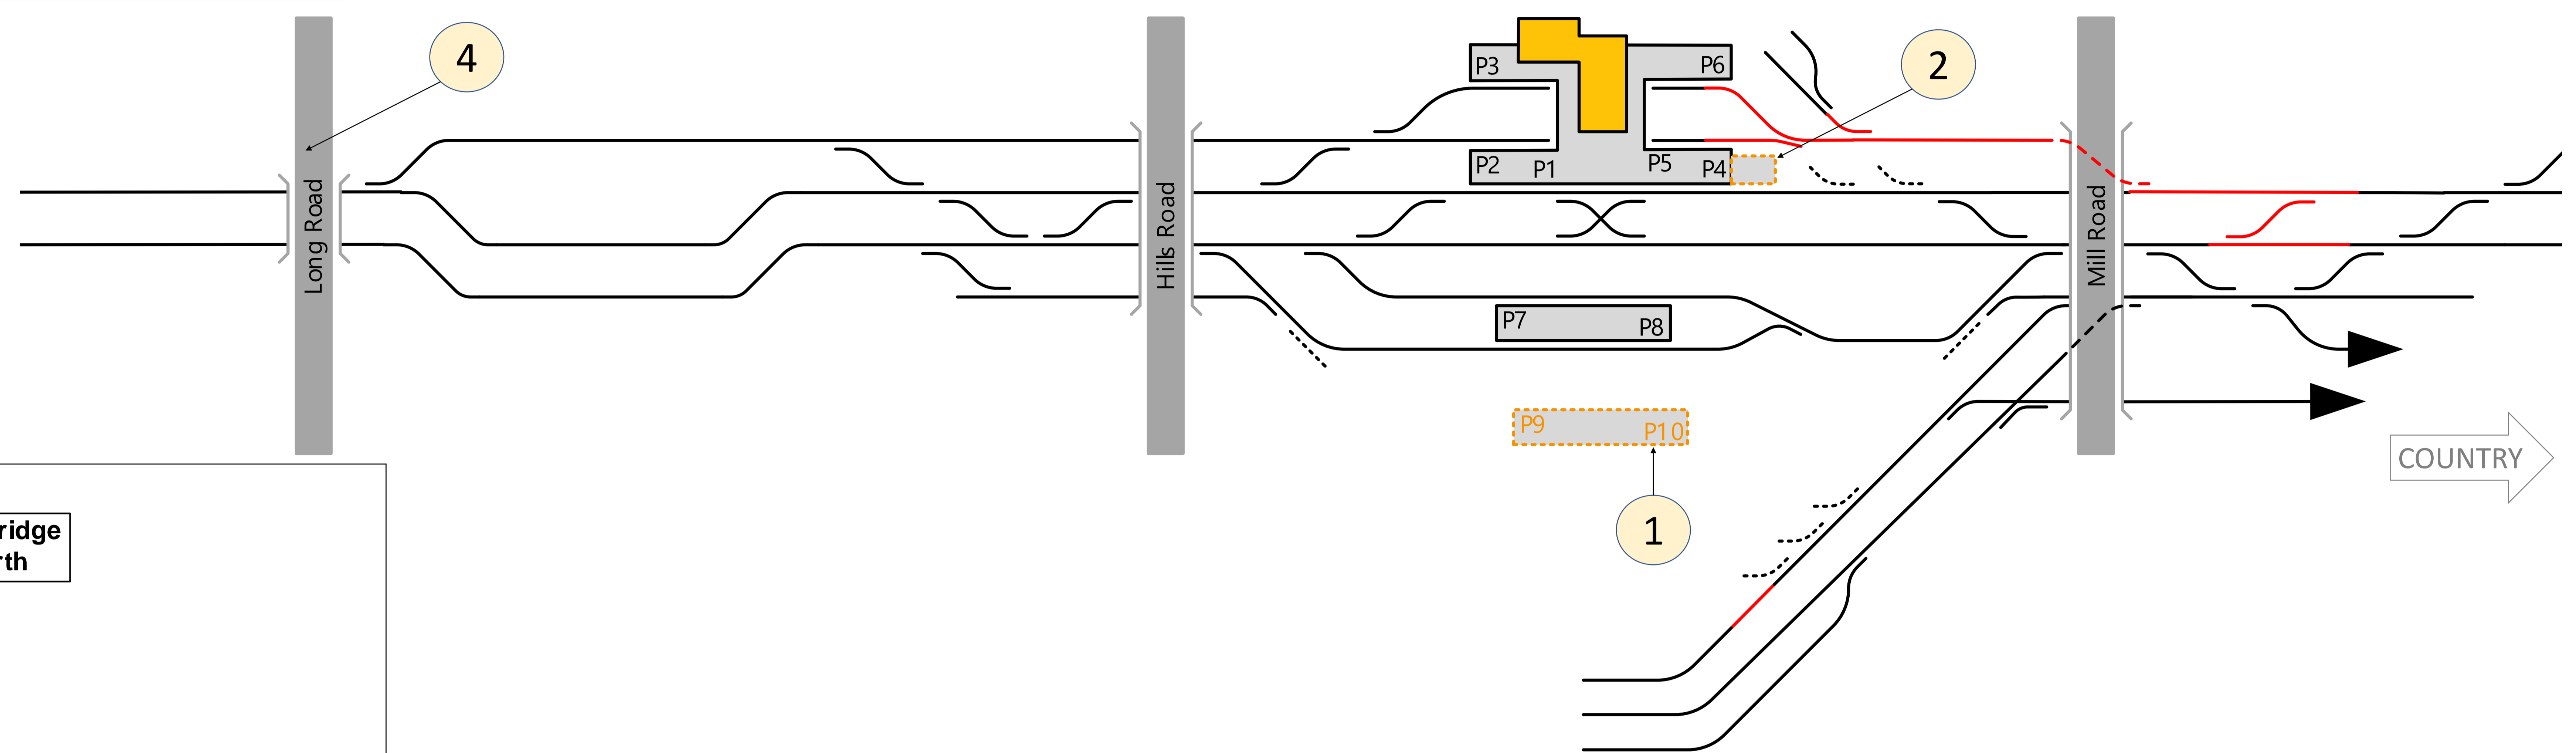 4
2
P3
P6
P2
P1
P5
P4
Long Road
Hills Road
Mill Road
P7
P8
P9
P10
COUNTRY
1
ridge
rth